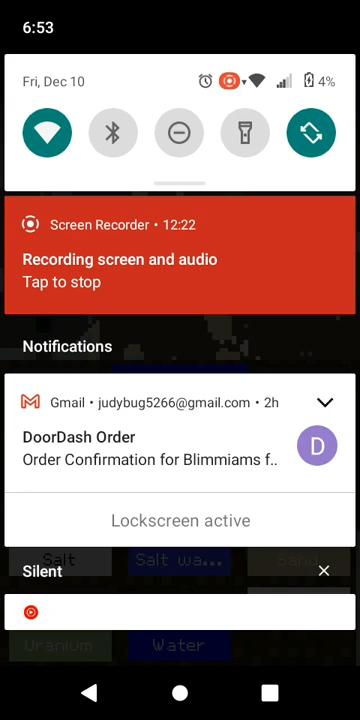 6:53
Fri, Dec 10
4%
Screen Recorder • 12:22
Recording screen and audio
Tap to stop
Notifications
Gmail • judybug5266@gmail.com • 2h
DoorDash Order
D
Order Confirmation for Blimmiams f..
Lockscreen active
Salt
Salt wa...
Sand
Silent
Uranium
Water